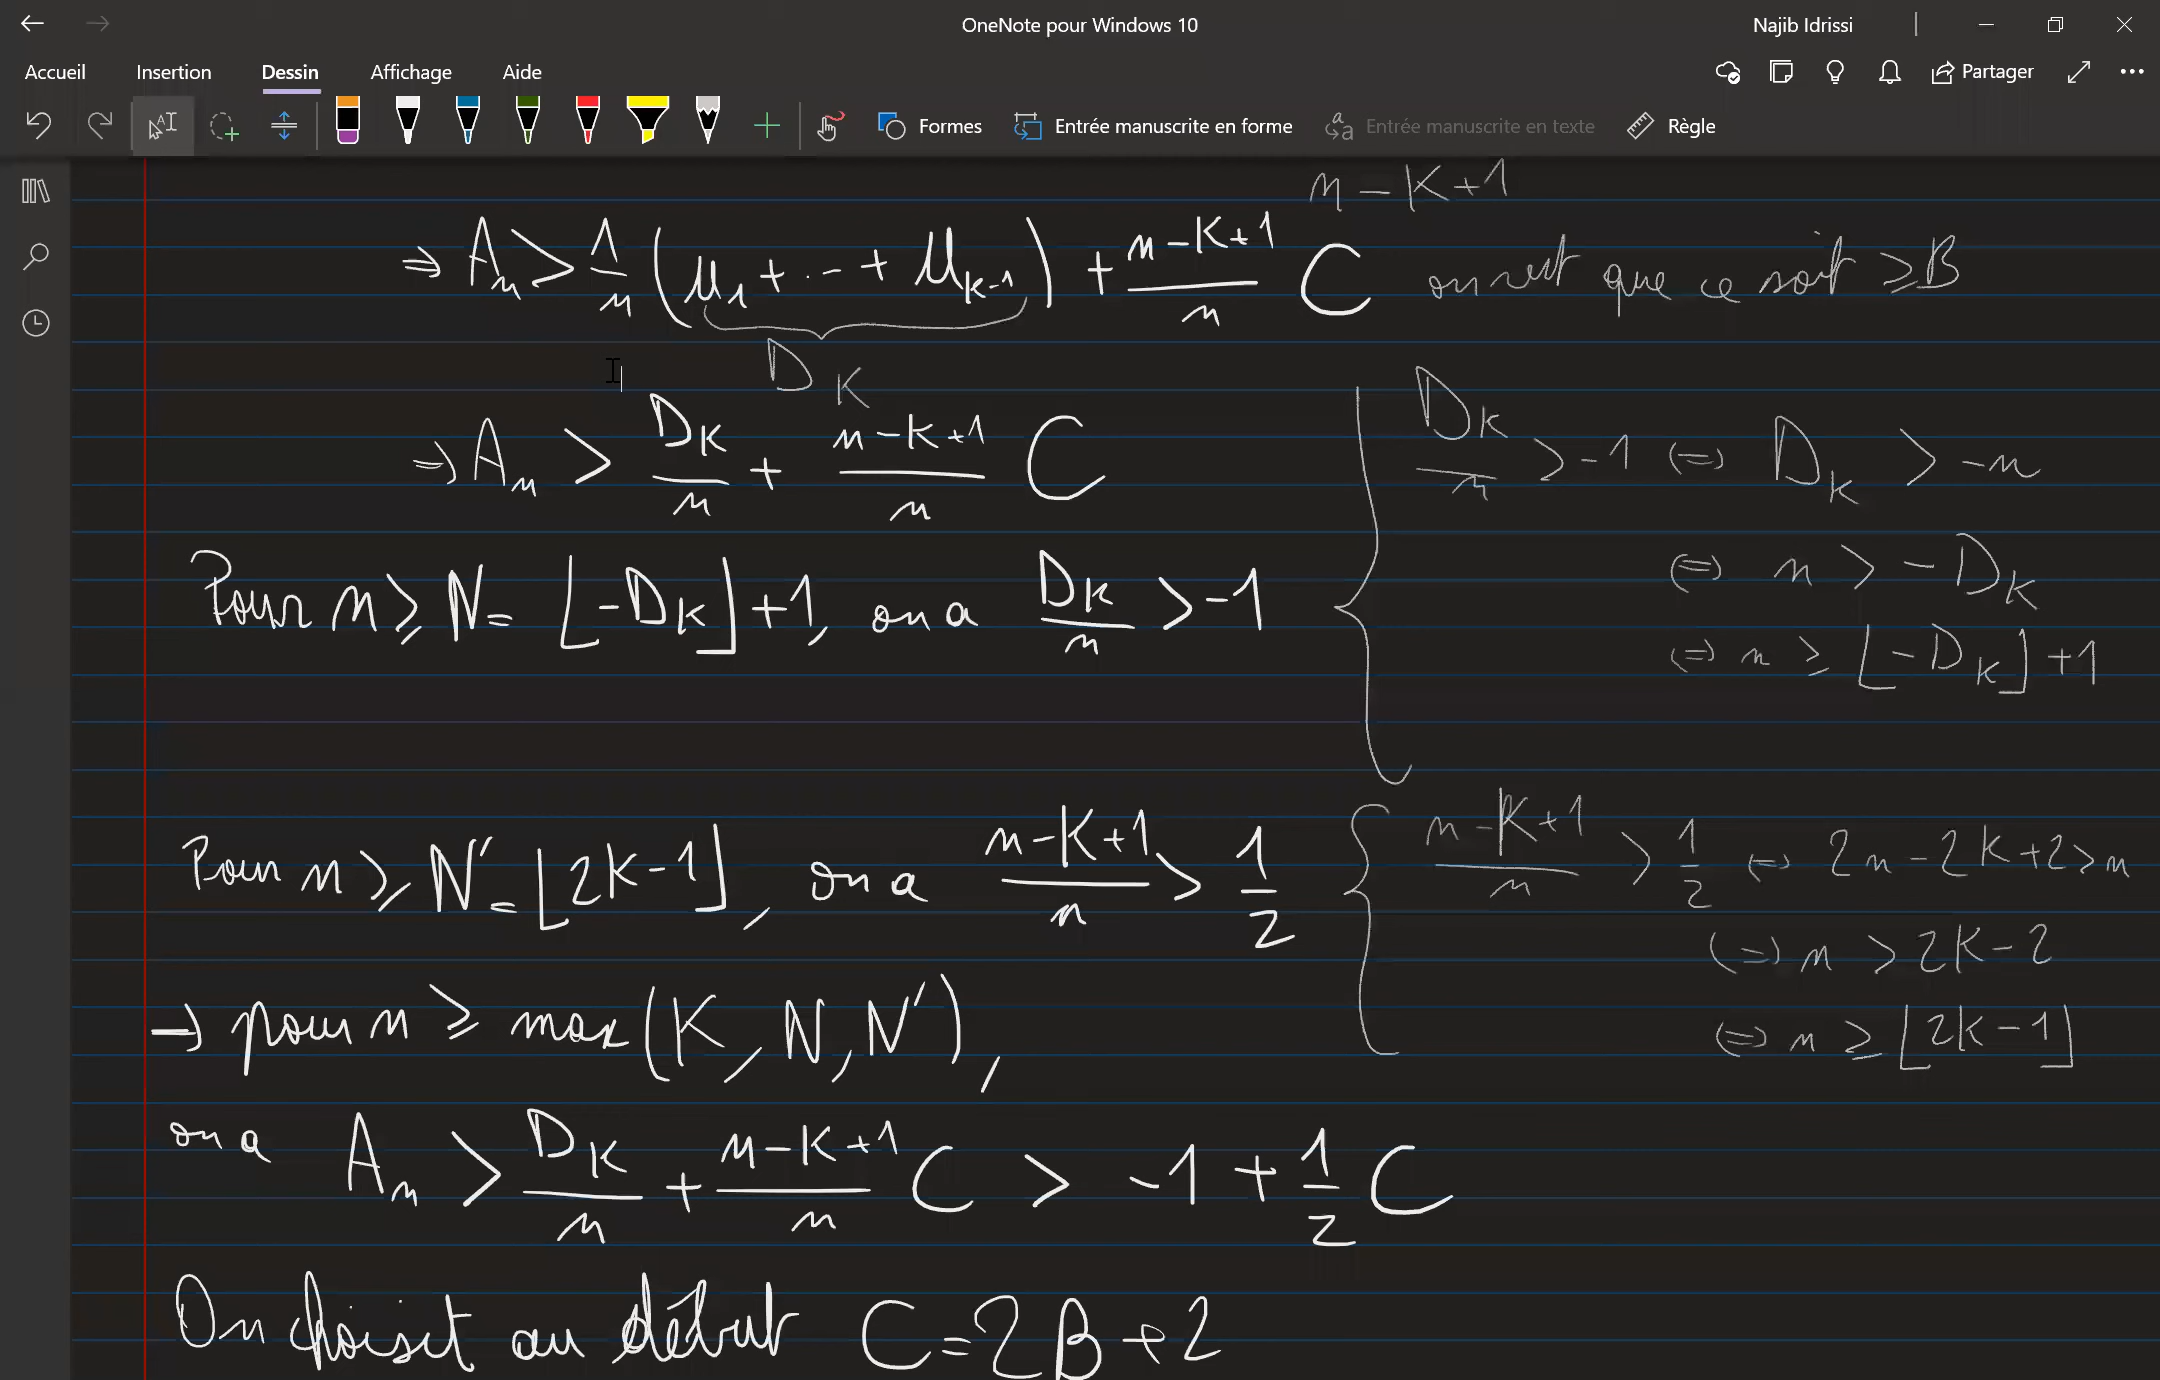 OneNote pour Windows 10
Najib Idrissi
Accueil Insertion Dessin Affichage Aide
Partager
Formes Entrée manuscrite en forme Entrée manuscrite en texte Règle
n-K+1
⇒ A_n > 1/n (u_1 + ... + u_{K-1}) + (n-K+1)/n C on veut que ce soit ≥ B
D_K
⇒ A_n > D_K/n + (n-K+1)/n C
D_K/n > -1 ⇔ D_K > -n
⇔ n > -D_K
Pour n ≥ N = ⌊-D_K⌋+1, on a D_K/n > -1
⇔ n ≥ ⌊-D_K⌋+1
Pour n ≥ N' = ⌊2K-1⌋, on a (n-K+1)/n > 1/2
(n-K+1)/n > 1/2 ⇔ 2n-2K+2 > n
⇔ n > 2K-2
⇔ n ≥ ⌊2K-1⌋
→ pour n ≥ max(K, N, N'),
on a A_n > D_K/n + (n-K+1)/n C > -1 + 1/2 C
On choisit au début C = 2B+2